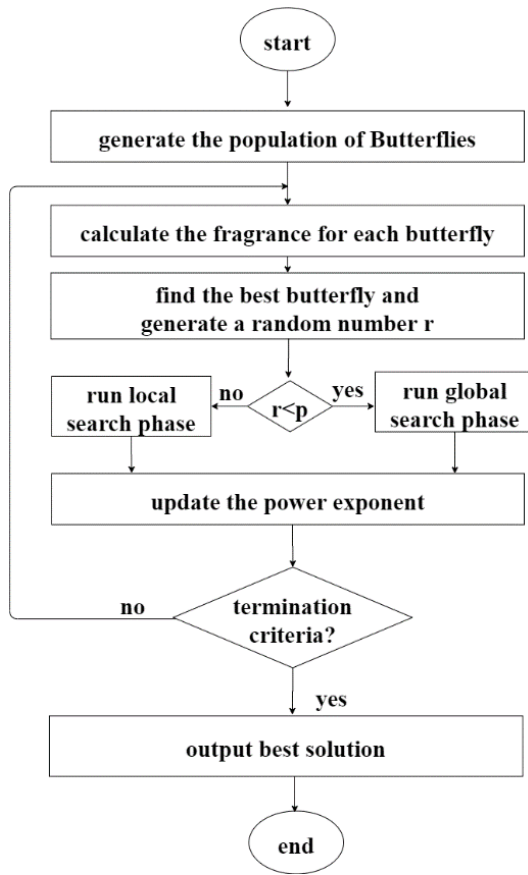 start
generate the population of Butterflies
calculate the fragrance for each butterfly
find the best butterfly and
generate a random number r
run local
search phase
no
r<p
yes
run global
search phase
update the power exponent
no
termination
criteria?
yes
output best solution
end